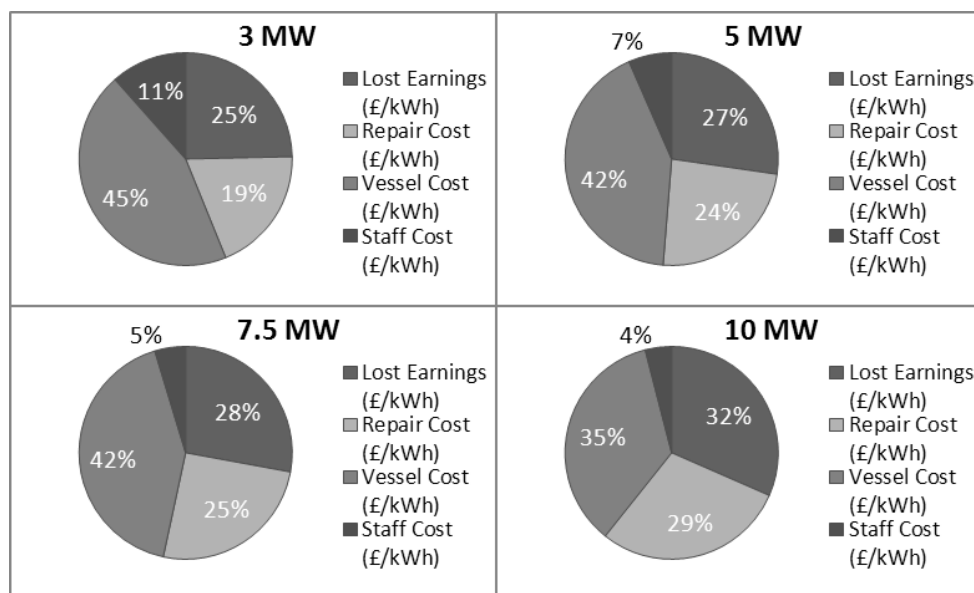 3 MW
11%
25%
45%
19%
Lost Earnings
(£/kWh)
Repair Cost
(£/kWh)
Vessel Cost
(£/kWh)
Staff Cost
(£/kWh)
5 MW
7%
27%
42%
24%
Lost Earnings
(£/kWh)
Repair Cost
(£/kWh)
Vessel Cost
(£/kWh)
Staff Cost
(£/kWh)
7.5 MW
5%
28%
42%
25%
Lost Earnings
(£/kWh)
Repair Cost
(£/kWh)
Vessel Cost
(£/kWh)
Staff Cost
(£/kWh)
10 MW
4%
32%
35%
29%
Lost Earnings
(£/kWh)
Repair Cost
(£/kWh)
Vessel Cost
(£/kWh)
Staff Cost
(£/kWh)